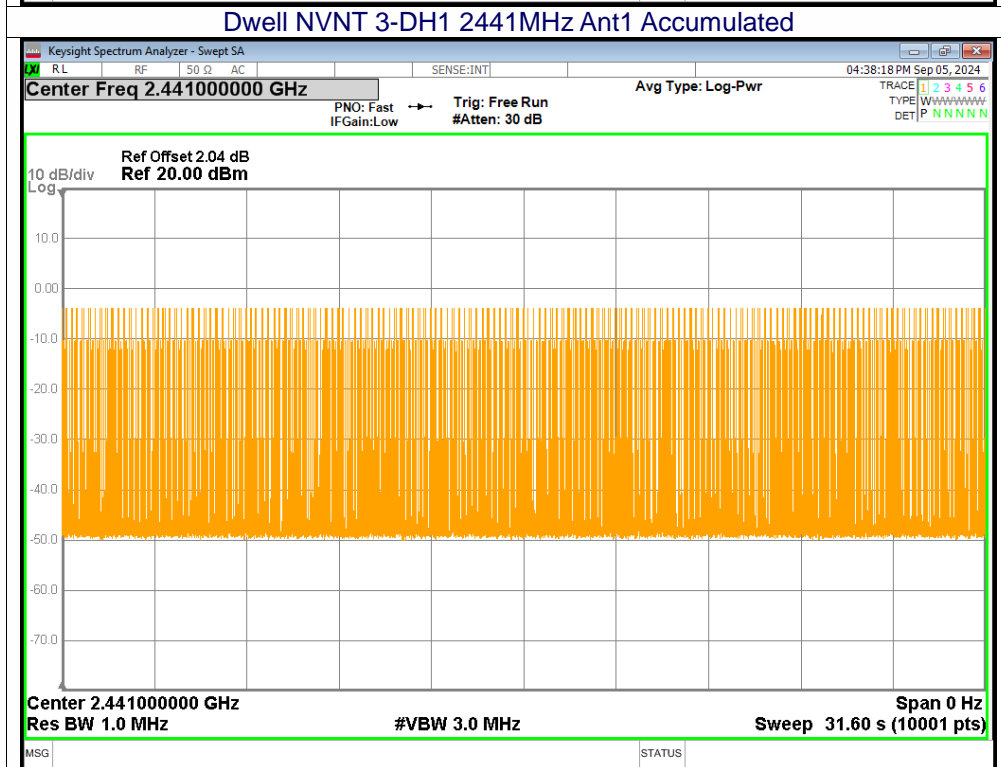 Dwell NVNT 3-DH1 2441MHz Ant1 Accumulated
Keysight Spectrum Analyzer - Swept SA
LXI RL RF 50 Ω AC SENSE:INT 04:38:18 PM Sep 05, 2024
Center Freq 2.441000000 GHz Avg Type: Log-Pwr TRACE 1 2 3 4 5 6
PNO: Fast Trig: Free Run TYPE WWWWWWW
IFGain:Low #Atten: 30 dB DET P N N N N N
Ref Offset 2.04 dB
10 dB/div Ref 20.00 dBm
Log
10.0
0.00
-10.0
-20.0
-30.0
-40.0
-50.0
-60.0
-70.0
Center 2.441000000 GHz Span 0 Hz
Res BW 1.0 MHz #VBW 3.0 MHz Sweep 31.60 s (10001 pts)
MSG STATUS